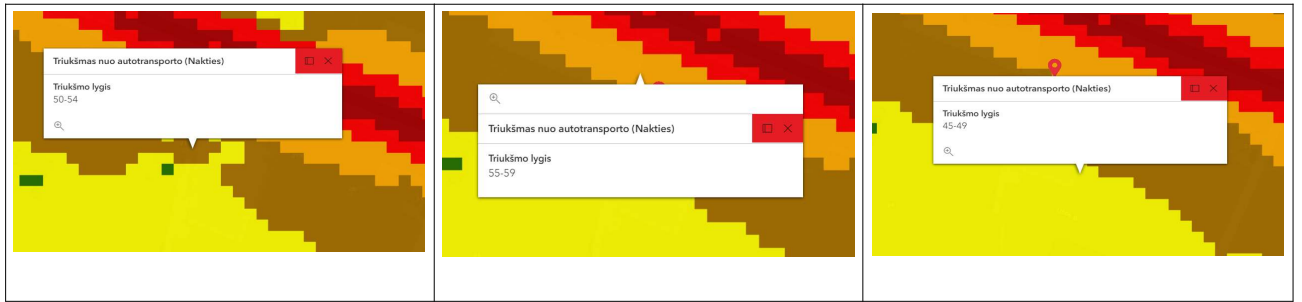 Triukšmas nuo autotransporto (Nakties)
Triukšmo lygis
50-54
Triukšmas nuo autotransporto (Nakties)
Triukšmo lygis
55-59
Triukšmas nuo autotransporto (Nakties)
Triukšmo lygis
45-49